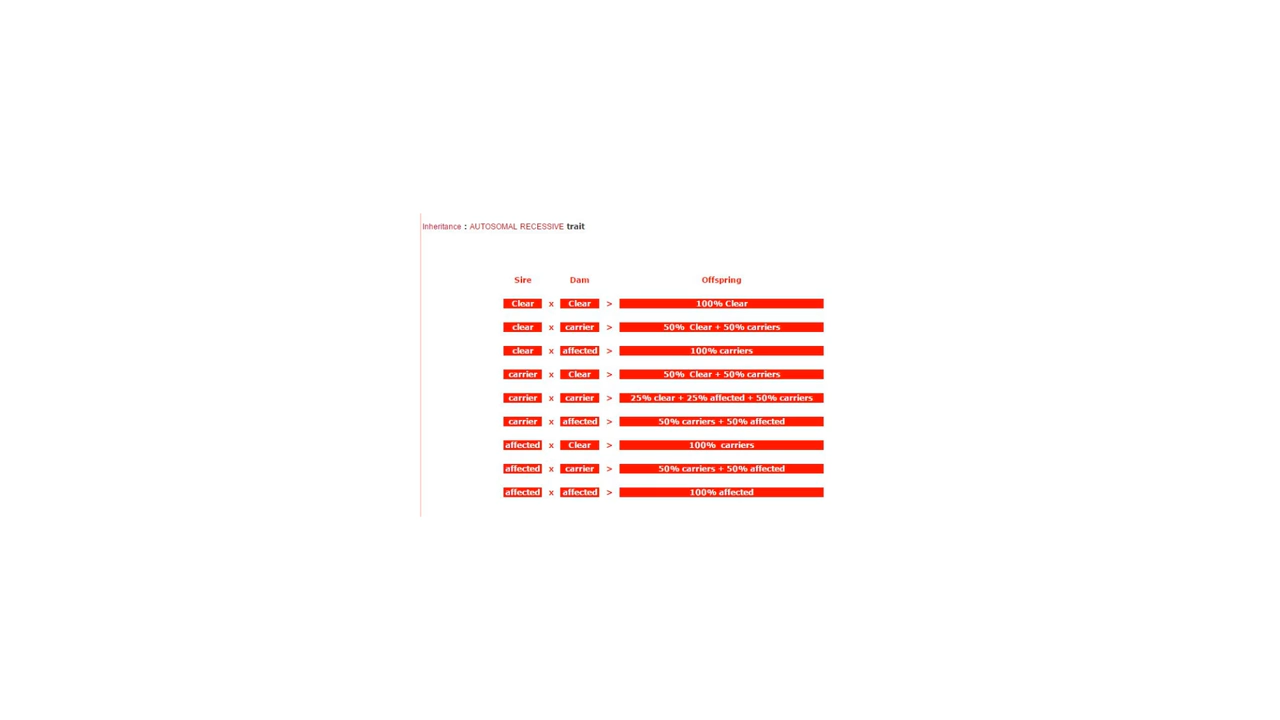 Inheritance : AUTOSOMAL RECESSIVE trait
Sire Dam Offspring
Clear x Clear > 100% Clear
clear x carrier > 50% Clear + 50% carriers
clear x affected > 100% carriers
carrier x Clear > 50% Clear + 50% carriers
carrier x carrier > 25% clear + 25% affected + 50% carriers
carrier x affected > 50% carriers + 50% affected
affected x Clear > 100% carriers
affected x carrier > 50% carriers + 50% affected
affected x affected > 100% affected